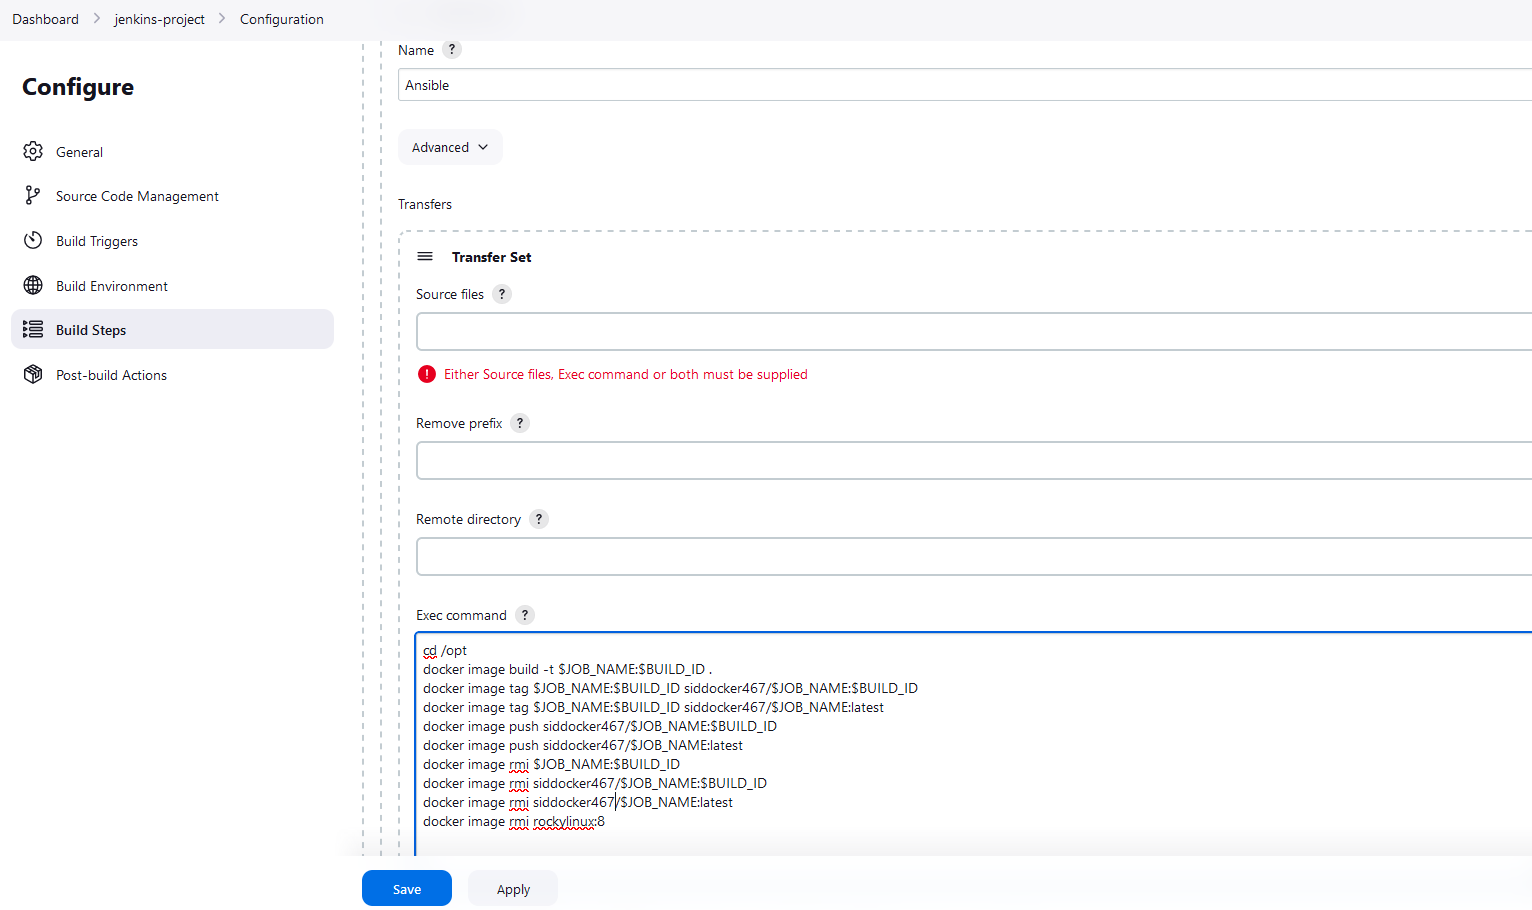 Dashboard > jenkins-project > Configuration
Configure
General
Source Code Management
Build Triggers
Build Environment
Build Steps
Post-build Actions
Name ?
Ansible
Advanced
Transfers
Transfer Set
Source files ?
! Either Source files, Exec command or both must be supplied
Remove prefix ?
Remote directory ?
Exec command ?
cd /opt
docker image build -t $JOB_NAME:$BUILD_ID .
docker image tag $JOB_NAME:$BUILD_ID siddocker467/$JOB_NAME:$BUILD_ID
docker image tag $JOB_NAME:$BUILD_ID siddocker467/$JOB_NAME:latest
docker image push siddocker467/$JOB_NAME:$BUILD_ID
docker image push siddocker467/$JOB_NAME:latest
docker image rmi $JOB_NAME:$BUILD_ID
docker image rmi siddocker467/$JOB_NAME:$BUILD_ID
docker image rmi siddocker467/$JOB_NAME:latest
docker image rmi rockylinux:8
Save Apply